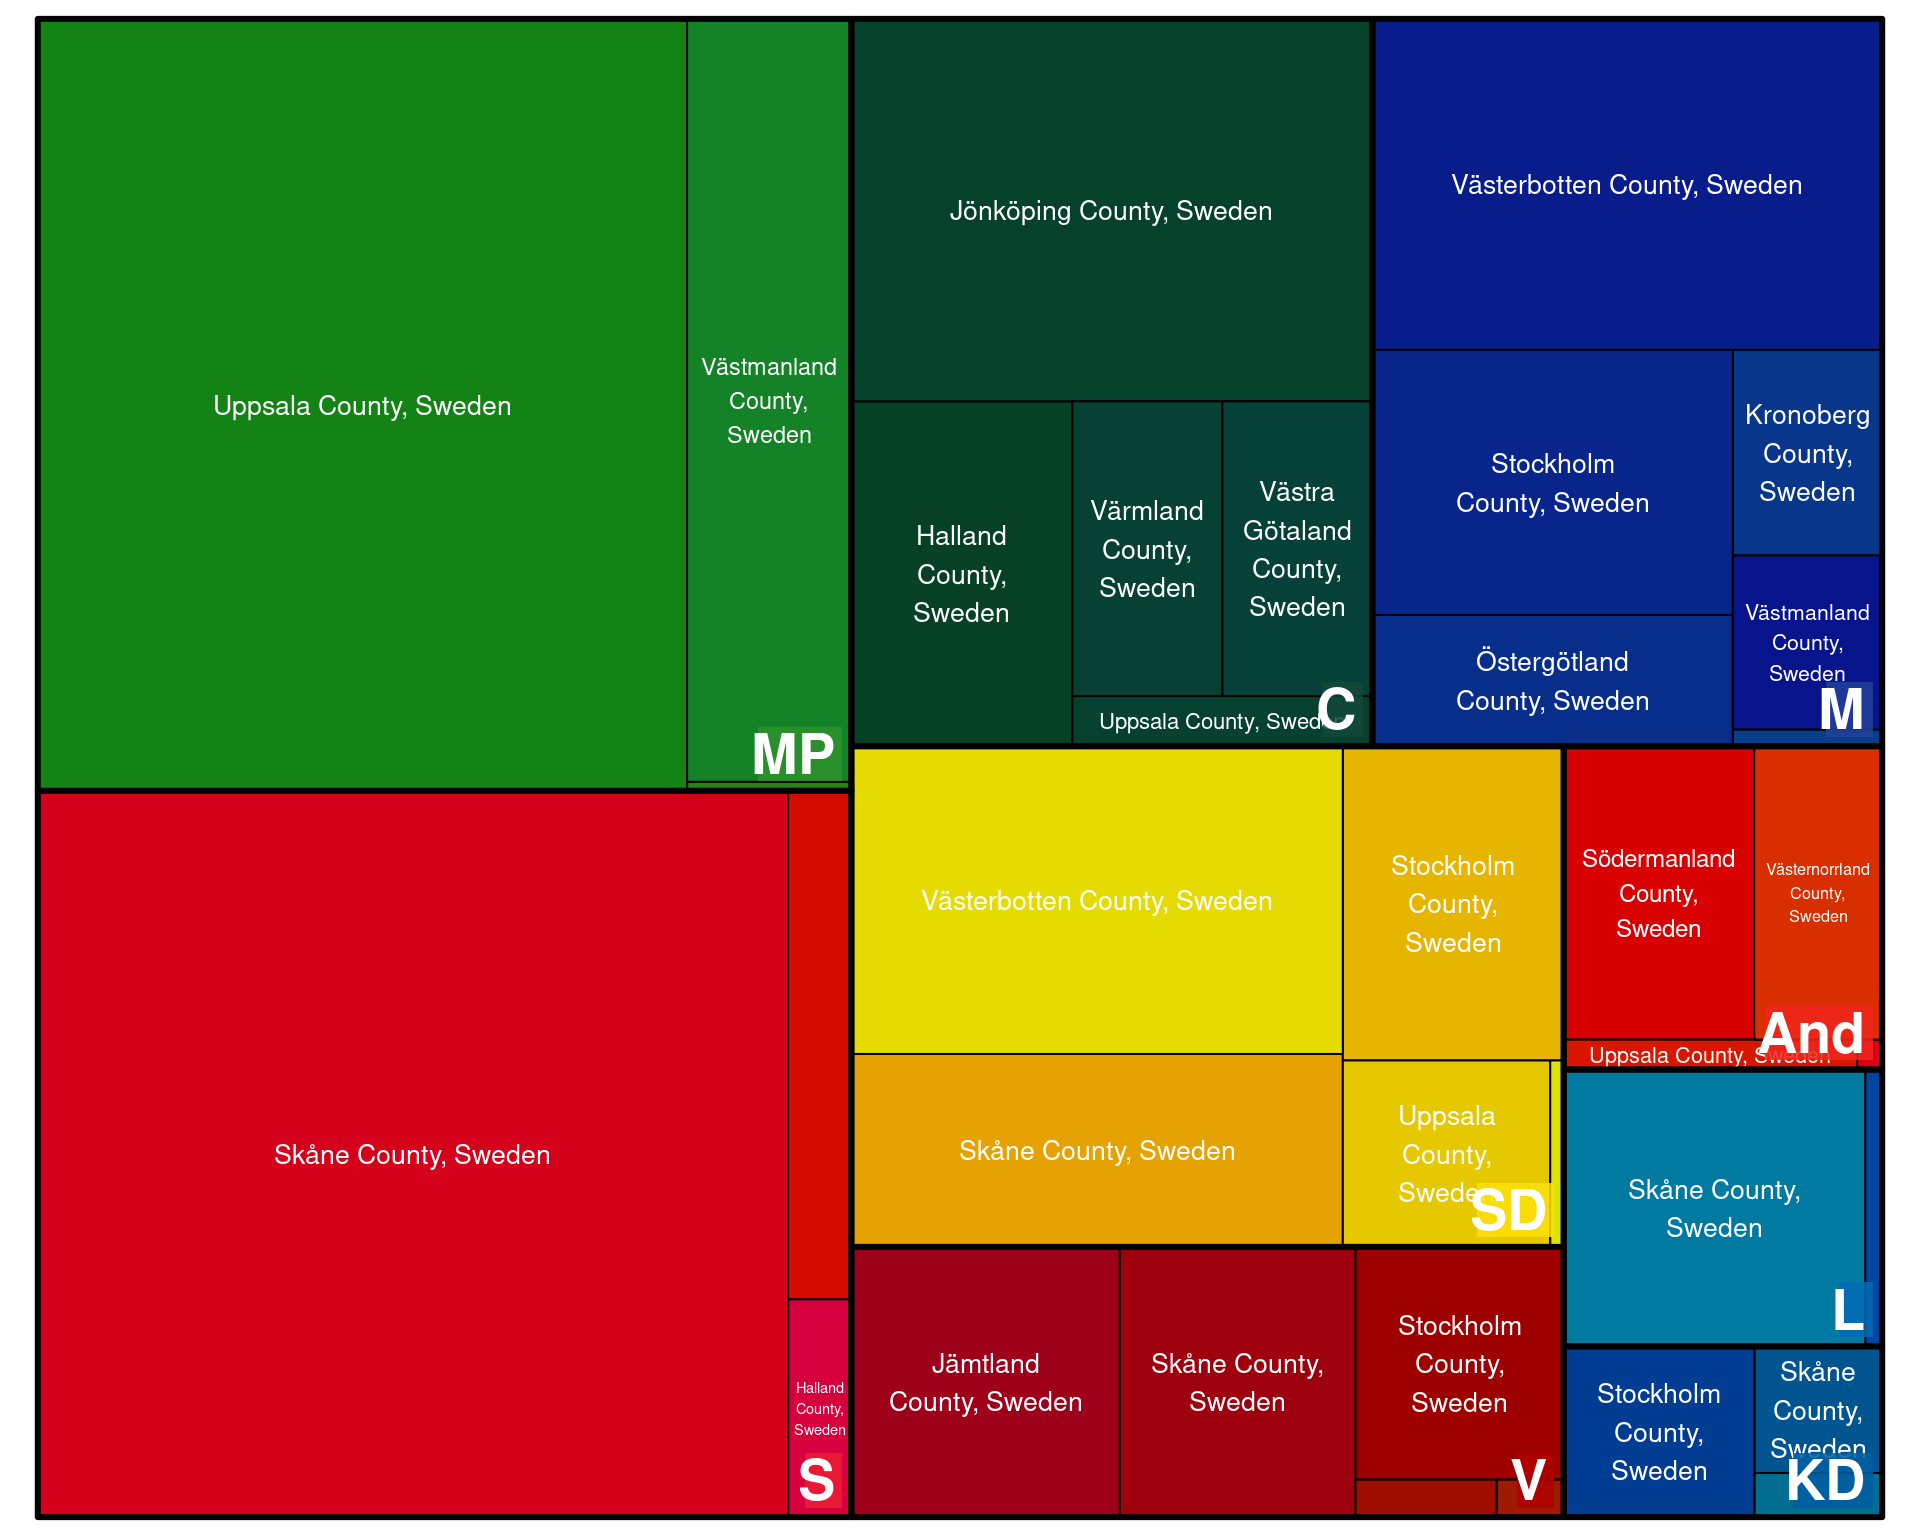 Uppsala County, Sweden
Västmanland
County,
Sweden
MP
Jönköping County, Sweden
Halland
County,
Sweden
Värmland
County,
Sweden
Västra
Götaland
County,
Sweden
Uppsala County, Sweden
C
Västerbotten County, Sweden
Stockholm
County, Sweden
Kronoberg
County,
Sweden
Östergötland
County, Sweden
Västmanland
County,
Sweden
M
Skåne County, Sweden
Halland
County,
Sweden
S
Västerbotten County, Sweden
Stockholm
County,
Sweden
Skåne County, Sweden
Uppsala
County,
Sweden
SD
Södermanland
County,
Sweden
Västernorrland
County,
Sweden
Uppsala County, Sweden
And
Skåne County,
Sweden
L
Jämtland
County, Sweden
Skåne County,
Sweden
Stockholm
County,
Sweden
V
Stockholm
County,
Sweden
Skåne
County,
Sweden
KD